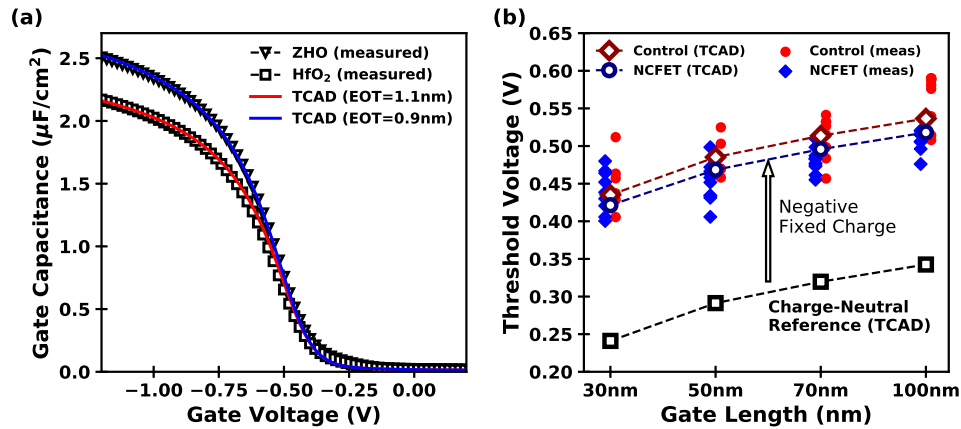 (a)
Gate Capacitance (μF/cm²)
2.5
2.0
1.5
1.0
0.5
0.0
ZHO (measured)
HfO₂ (measured)
TCAD (EOT=1.1nm)
TCAD (EOT=0.9nm)
−1.00 −0.75 −0.50 −0.25 0.00
Gate Voltage (V)
(b)
Threshold Voltage (V)
0.65
0.60
0.55
0.50
0.45
0.40
0.35
0.30
0.25
0.20
Control (TCAD) Control (meas)
NCFET (TCAD) NCFET (meas)
Negative
Fixed Charge
Charge-Neutral
Reference (TCAD)
30nm 50nm 70nm 100nm
Gate Length (nm)